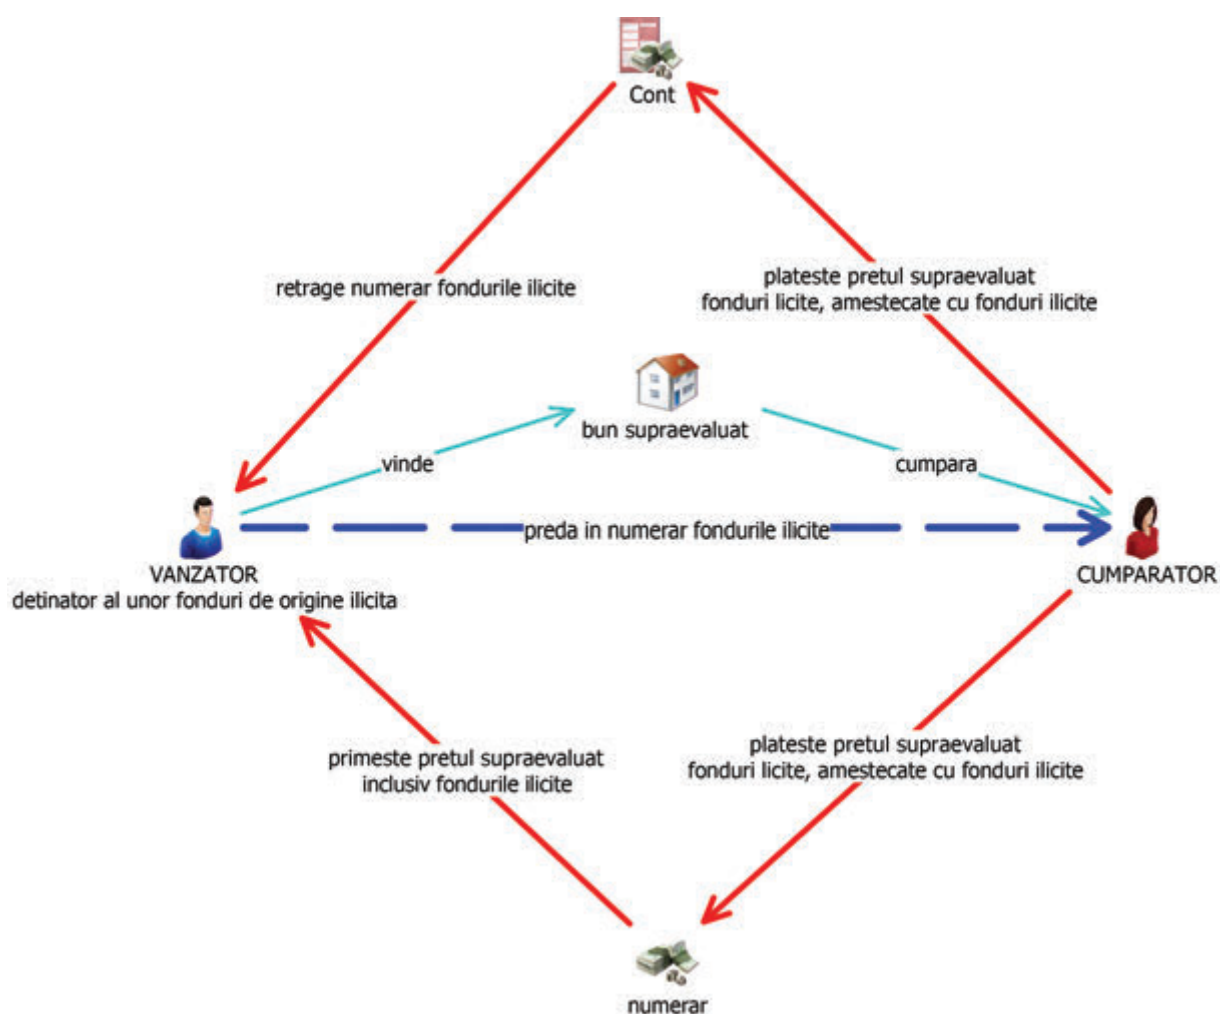 Cont
retrage numerar fondurile ilicite
plateste pretul supraevaluat
fonduri licite, amestecate cu fonduri ilicite
bun supraevaluat
vinde
cumpara
preda in numerar fondurile ilicite
VANZATOR
detinator al unor fonduri de origine ilicita
CUMPARATOR
primeste pretul supraevaluat
inclusiv fondurile ilicite
plateste pretul supraevaluat
fonduri licite, amestecate cu fonduri ilicite
numerar